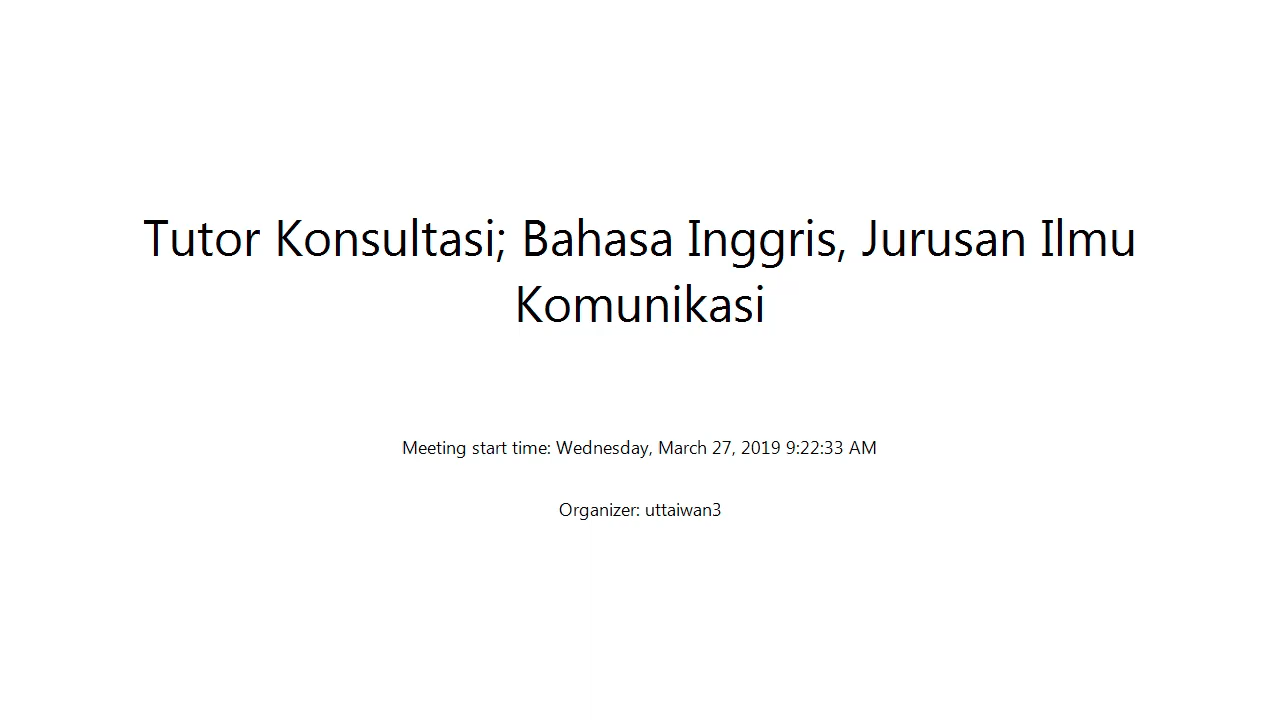 Tutor Konsultasi; Bahasa Inggris, Jurusan Ilmu
Komunikasi
Meeting start time: Wednesday, March 27, 2019 9:22:33 AM
Organizer: uttaiwan3